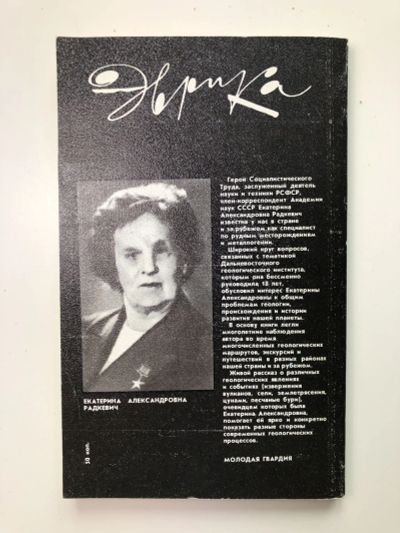 Эврика
Герой Социалистического
Труда, заслуженный деятель
науки и техники РСФСР,
член-корреспондент Академии
наук СССР Екатерина
Александровна Радкевич
известна у нас в стране
и за рубежом как специалист
по рудным месторождениям
и металлогении.
Широкий круг вопросов,
связанных с тематикой
Дальневосточного
геологического института,
которым она бессменно
руководила 18 лет,
обусловил интерес Екатерины
Александровны к общим
проблемам геологии,
происхождения и истории
развития нашей планеты.
В основу книги легли
многолетние наблюдения
автора во время
многочисленных геологических
маршрутов, экскурсий и
путешествий в разных районах
нашей страны и за рубежом.
Живой рассказ о различных
геологических явлениях
и событиях (извержения
вулканов, сели, землетрясения,
цунами, песчаные бури),
очевидцем которых была
Екатерина Александровна,
помогает ей ярко и конкретно
показать разные стороны
современных геологических
процессов.
ЕКАТЕРИНА АЛЕКСАНДРОВНА
РАДКЕВИЧ
50 коп.
МОЛОДАЯ ГВАРДИЯ